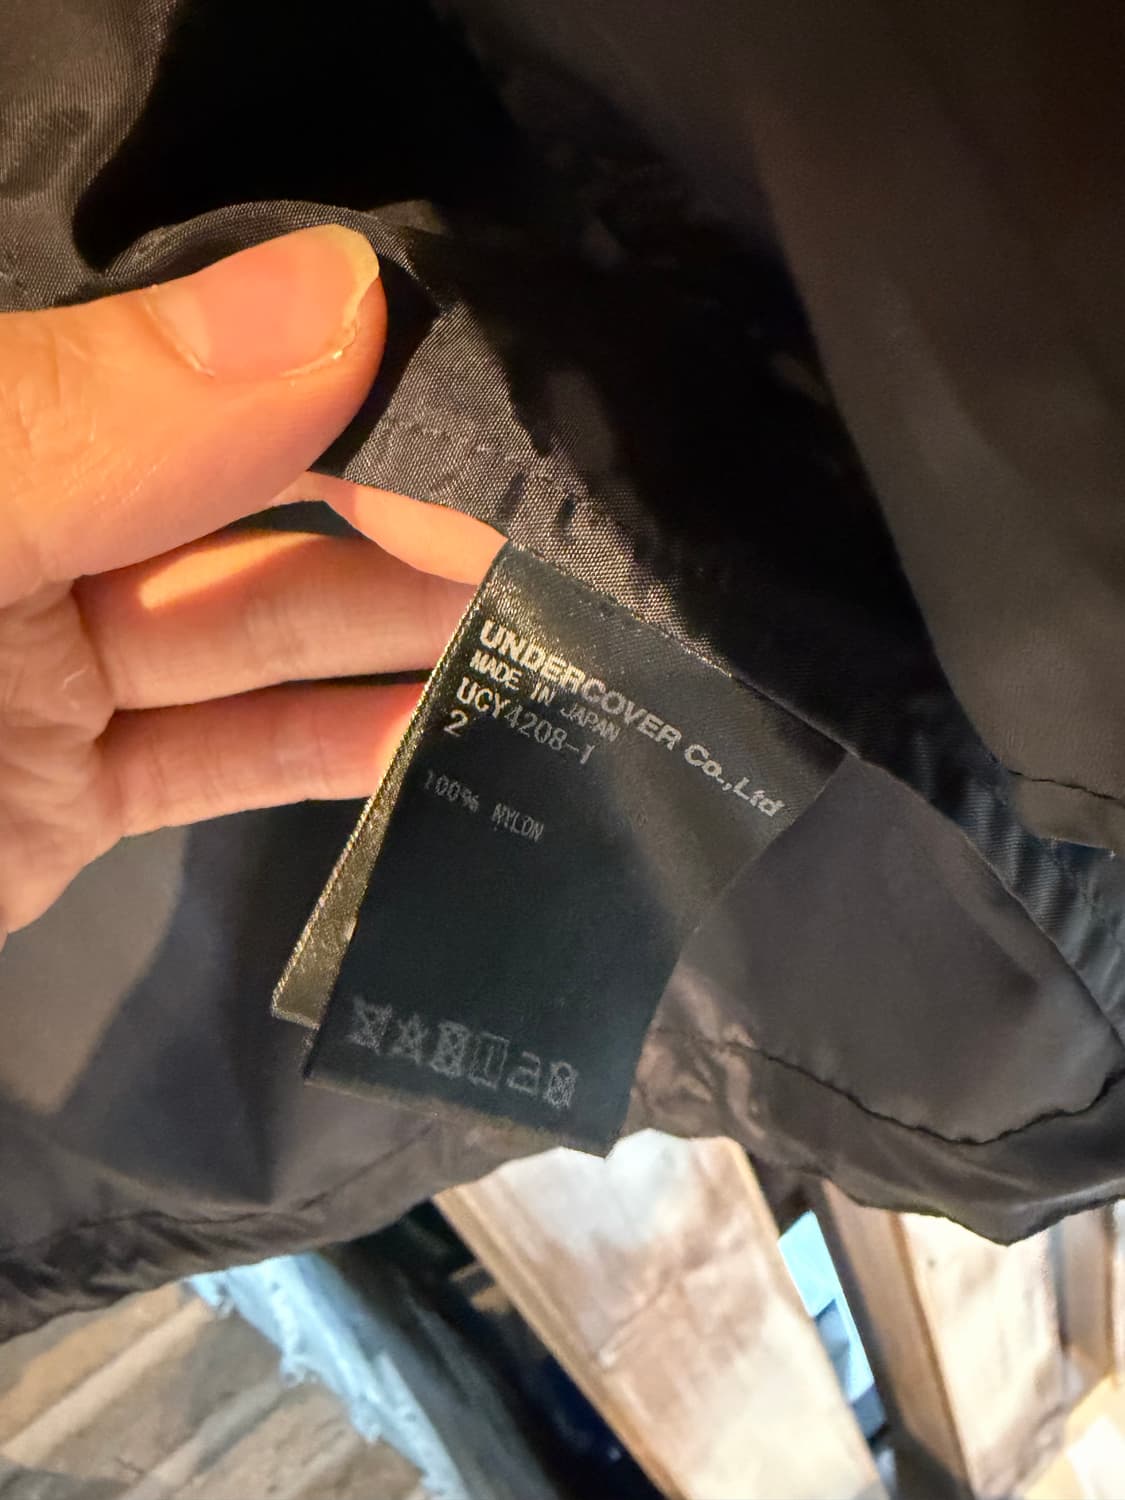 UNDERCOVER Co.,Ltd
MADE IN JAPAN
UCY4208-1
2
100% NYLON